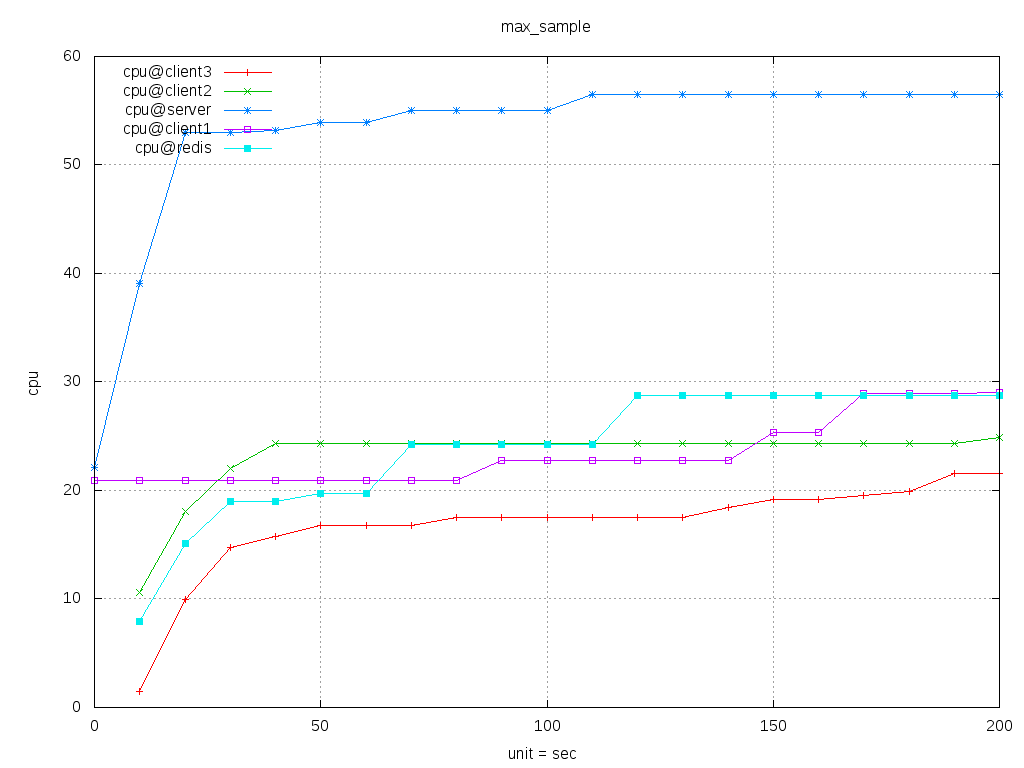 max_sample
60
50
40
30
20
10
0
cpu
cpu@client3
cpu@client2
cpu@server
cpu@client1
cpu@redis
0 50 100 150 200
unit = sec